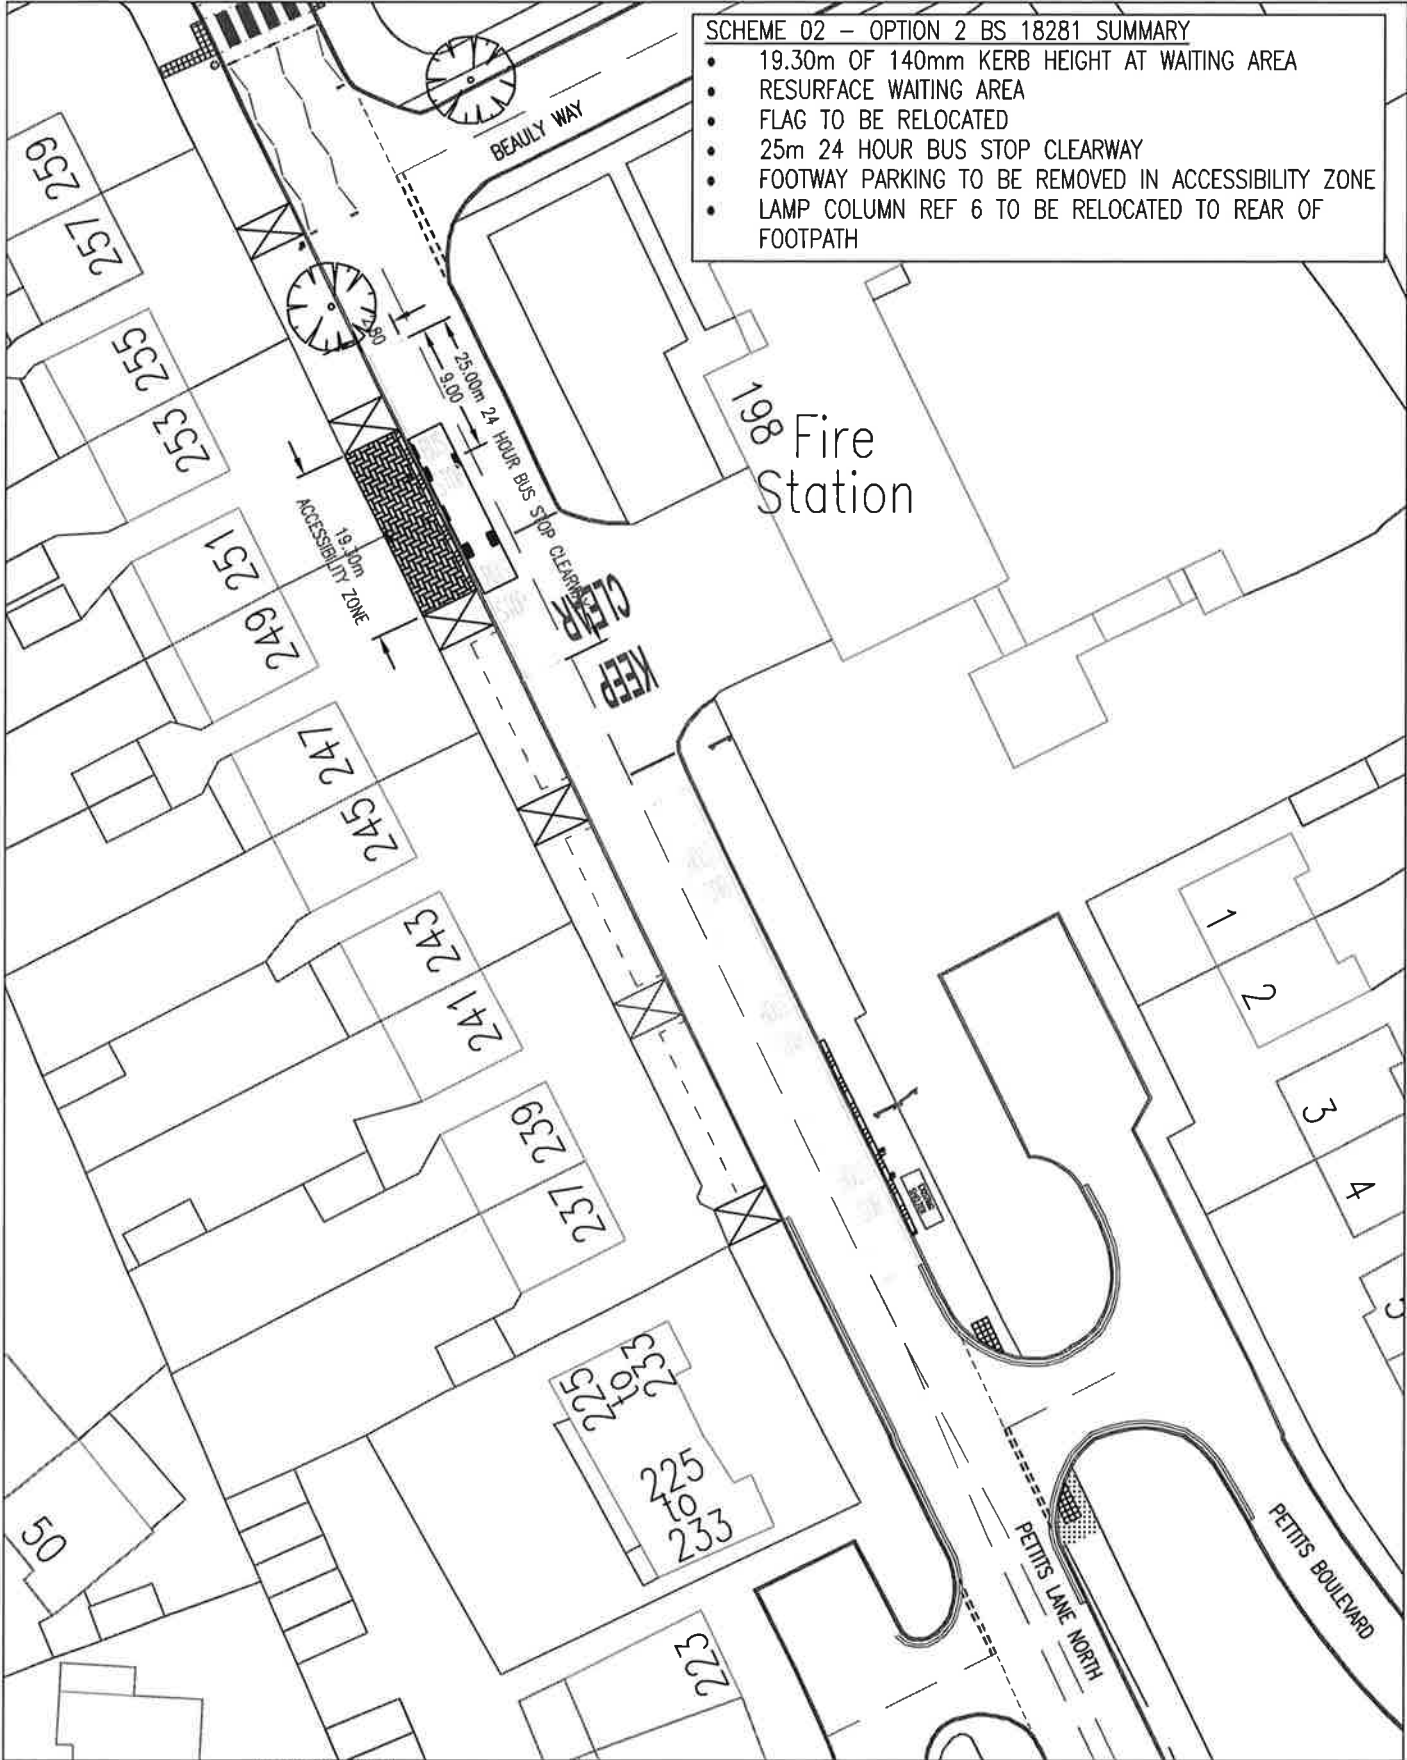 SCHEME 02 – OPTION 2 BS 18281 SUMMARY
• 19.30m OF 140mm KERB HEIGHT AT WAITING AREA
• RESURFACE WAITING AREA
• FLAG TO BE RELOCATED
• 25m 24 HOUR BUS STOP CLEARWAY
• FOOTWAY PARKING TO BE REMOVED IN ACCESSIBILITY ZONE
• LAMP COLUMN REF 6 TO BE RELOCATED TO REAR OF
FOOTPATH
BEAULY WAY
259
257
255
253
251
249
247
245
243
241
239
237
225
to
233
225
to
233
223
50
9.00
25.00m 24 HOUR BUS STOP CLEARWAY
19.30m
ACCESSIBILITY ZONE
198
Fire
Station
KEEP
CLEAR
1
2
3
4
PETTITS LANE NORTH
PETTITS BOULEVARD